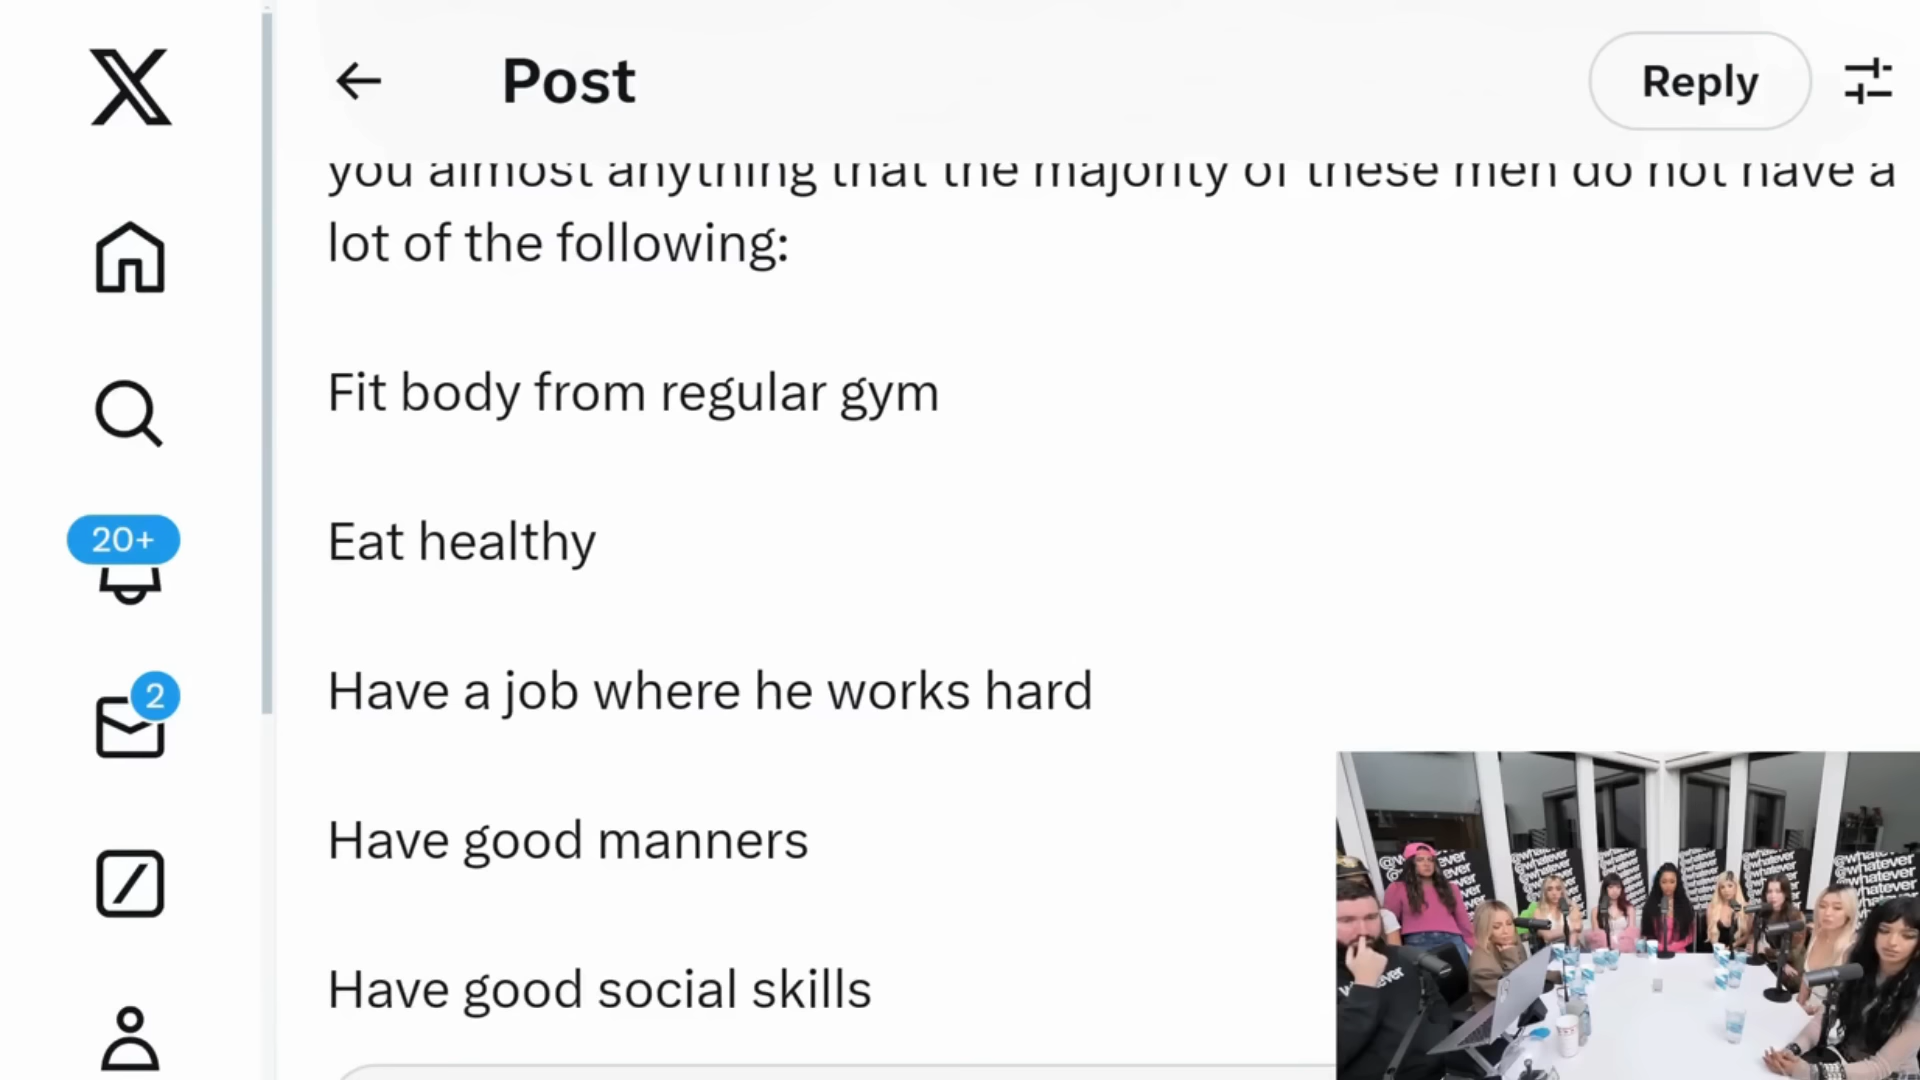 Post
Reply
you almost anything that the majority of these men do not have a
lot of the following:
Fit body from regular gym
Eat healthy
20+
Have a job where he works hard
2
Have good manners
Have good social skills
@whatever
@whatever